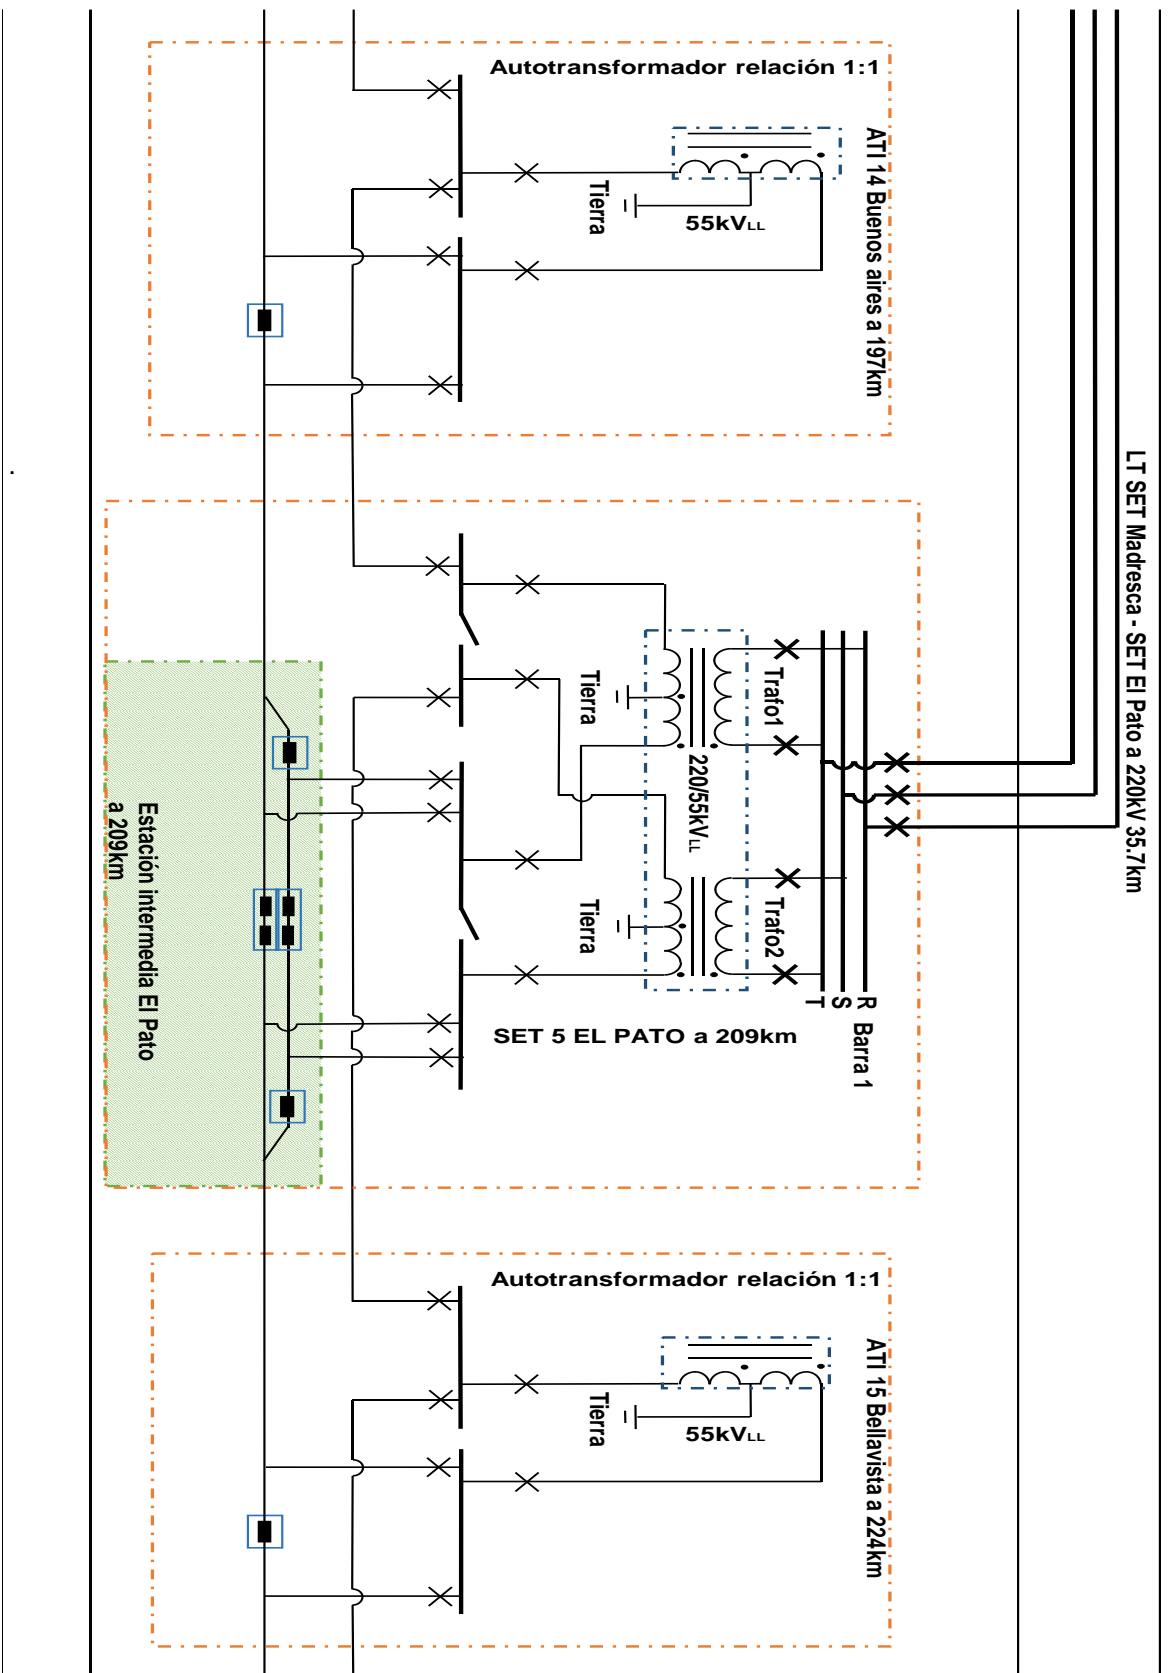 Autotransformador relación 1:1
ATI 14 Buenos aires a 197km
Tierra
55kVLL
LT SET Madresca - SET El Pato a 220kV 35.7km
.
Trafo1
Tierra
220/55kVLL
Trafo2
Tierra
R
S
T
Barra 1
SET 5 EL PATO a 209km
Estación intermedia El Pato
a 209km
Autotransformador relación 1:1
ATI 15 Bellavista a 224km
Tierra
55kVLL